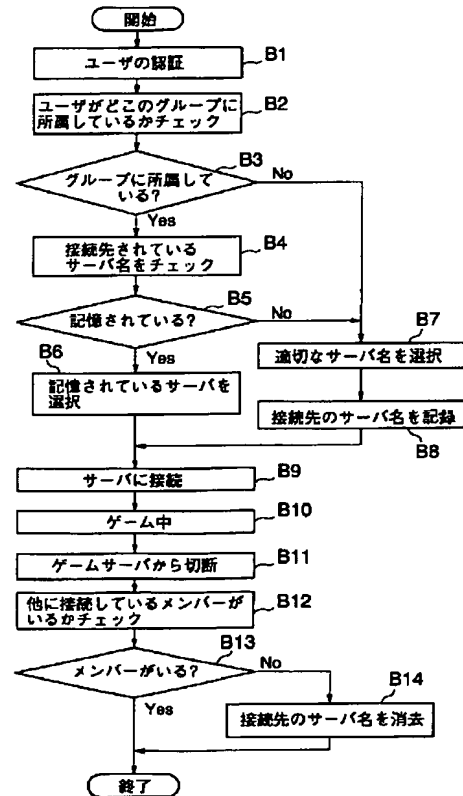 開始
ユーザの認証
B1
ユーザがどこのグループに
所属しているかチェック
B2
グループに所属して
いる?
B3
No
Yes
接続先されている
サーバ名をチェック
B4
記憶されている?
B5
No
Yes
B6
記憶されているサーバを
選択
B7
適切なサーバ名を選択
接続先のサーバ名を記録
B8
サーバに接続
B9
ゲーム中
B10
ゲームサーバから切断
B11
他に接続しているメンバーが
いるかチェック
B12
メンバーがいる?
B13
No
Yes
B14
接続先のサーバ名を消去
終了